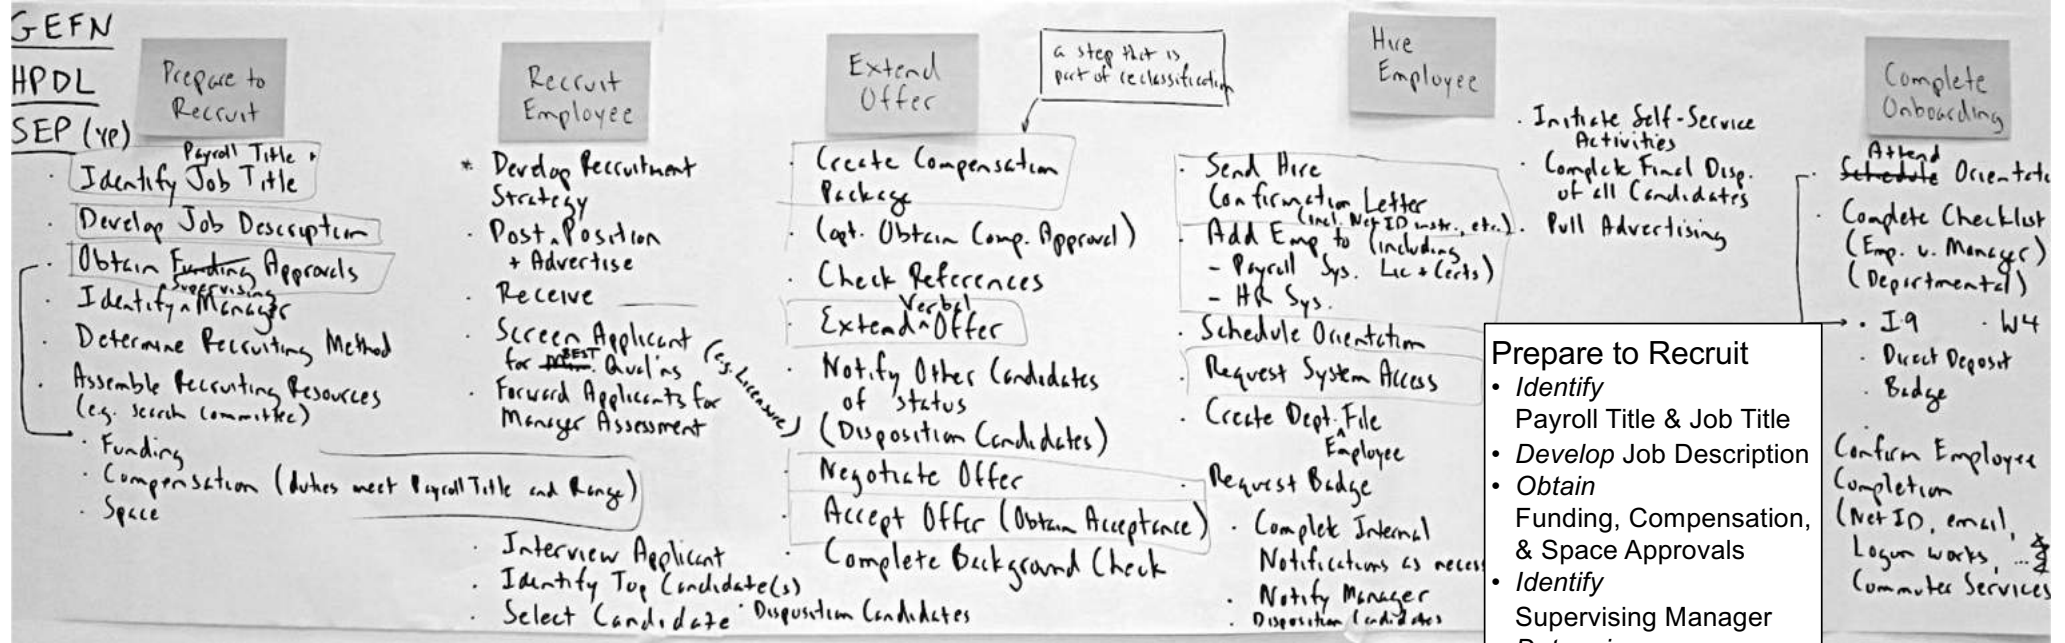 GEFN
HPDL
SEP (yp)
Prepare to
Recruit
Payroll Title +
· Identify Job Title
· Develop Job Description
· Obtain Funding Approvals
Supervising
· Identify ^ Manager
· Determine Recruiting Method
· Assemble Recruiting Resources
(e.g. search committee)
· Funding
· Compensation (duties meet Payroll Title and Range)
· Space
Recruit
Employee
* Develop Recruitment
Strategy
· Post Position
+ Advertise
· Receive
· Screen Applicant (e.g. Licensure)
BEST
for Qual'ns
· Forward Applicants for
Manager Assessment
· Interview Applicant
· Identify Top Candidate(s)
· Select Candidate · Disposition Candidates
Extend
Offer
a step that is
part of reclassification
· Create Compensation
Package
· (opt. Obtain Comp. Approval)
· Check References
Verbal
· Extend ^ Offer
· Notify Other Candidates
of status
(Disposition Candidates)
· Negotiate Offer
· Accept Offer (Obtain Acceptance)
· Complete Background Check
Hire
Employee
· Send Hire
Confirmation Letter
(incl. Net ID instr., etc.)
· Add Emp to (including
- Payroll Sys. Lic + Certs)
- HR Sys.
· Schedule Orientation
· Request System Access
· Create Dept. ^ File
Employee
· Request Badge
· Complete Internal
Notifications as necess
· Notify Manager
· Disposition Candidates
· Initiate Self-Service
Activities
· Complete Final Disp.
of all Candidates
· Pull Advertising
Complete
Onboarding
Attend
· Schedule Orientatio
· Complete Checklist
(Emp. v. Manager)
(Departmental)
· I9 · W4
· Direct Deposit
· Badge
Confirm Employee
Completion
(Net ID, email,
Logon works, ...
Commuter Services
Prepare to Recruit
• Identify
Payroll Title & Job Title
• Develop Job Description
• Obtain
Funding, Compensation,
& Space Approvals
• Identify
Supervising Manager